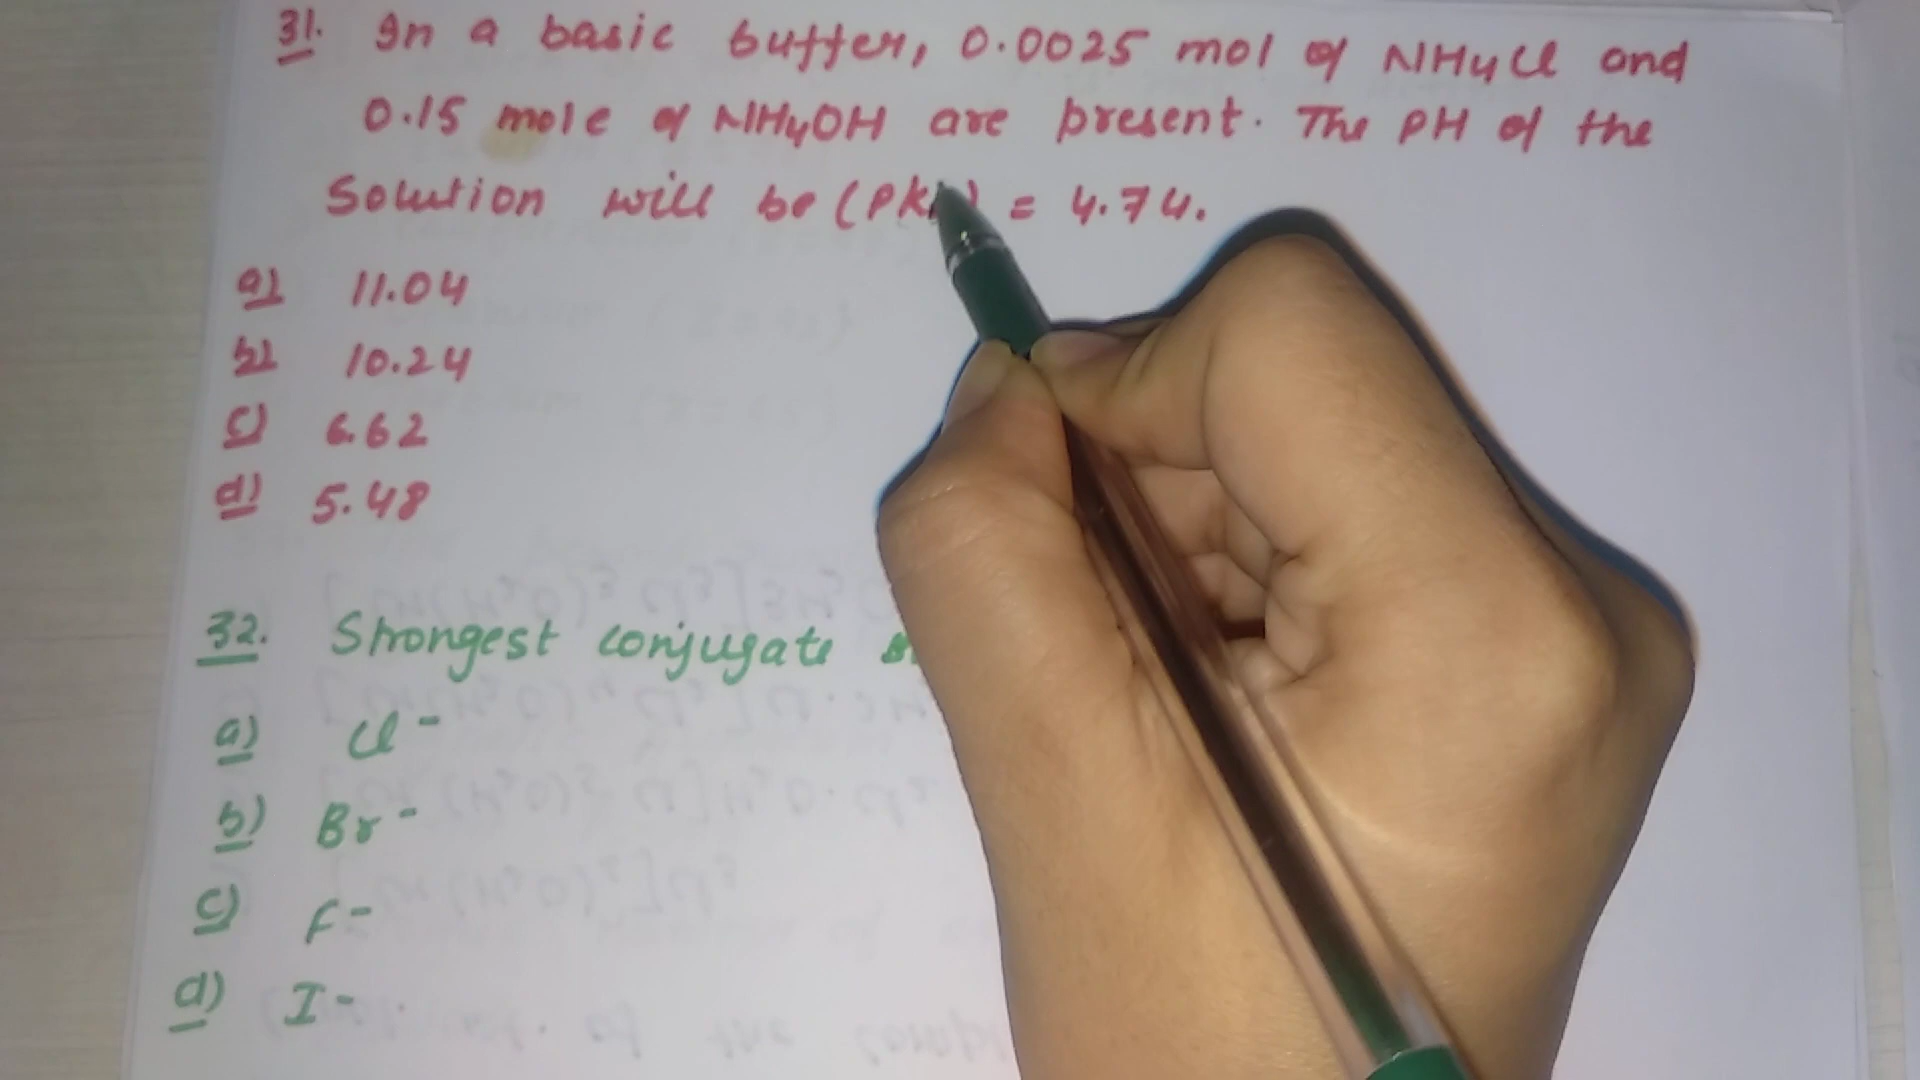 31. In a basic buffer, 0.0025 mol of NH4Cl and
0.15 mole of NH4OH are present. The PH of the
Solution will be (PK ) = 4.74.
a) 11.04
b) 10.24
c) 6.62
d) 5.48
32. Strongest conjugate
a) Cl-
b) Br-
c) F-
d) I-